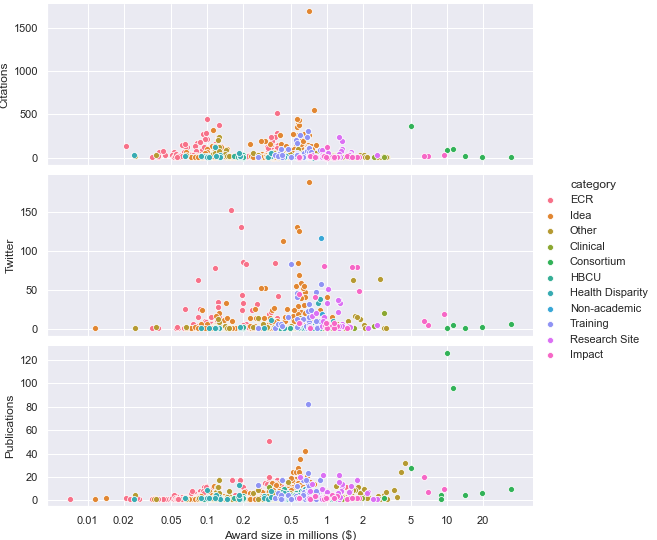 1500
1000
500
0
Citations
150
100
50
0
Twitter
120
100
80
60
40
20
0
Publications
0.01 0.02 0.05 0.1 0.2 0.5 1 2 5 10 20
Award size in millions ($)
category
ECR
Idea
Other
Clinical
Consortium
HBCU
Health Disparity
Non-academic
Training
Research Site
Impact